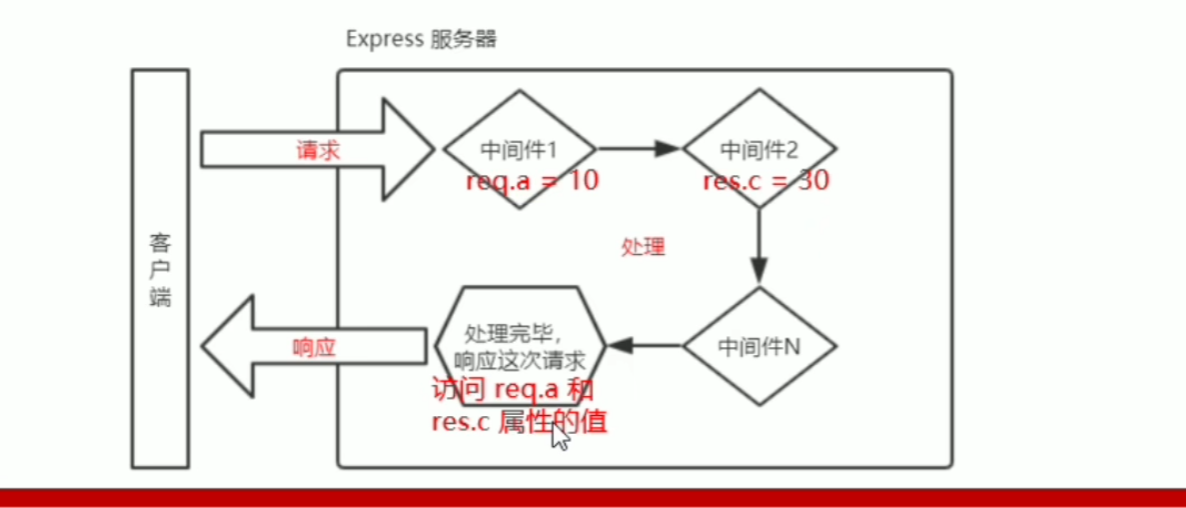 Express 服务器
客户端
请求
中间件1
req.a = 10
中间件2
res.c = 30
处理
中间件N
处理完毕，
响应这次请求
访问 req.a 和
res.c 属性的值
响应